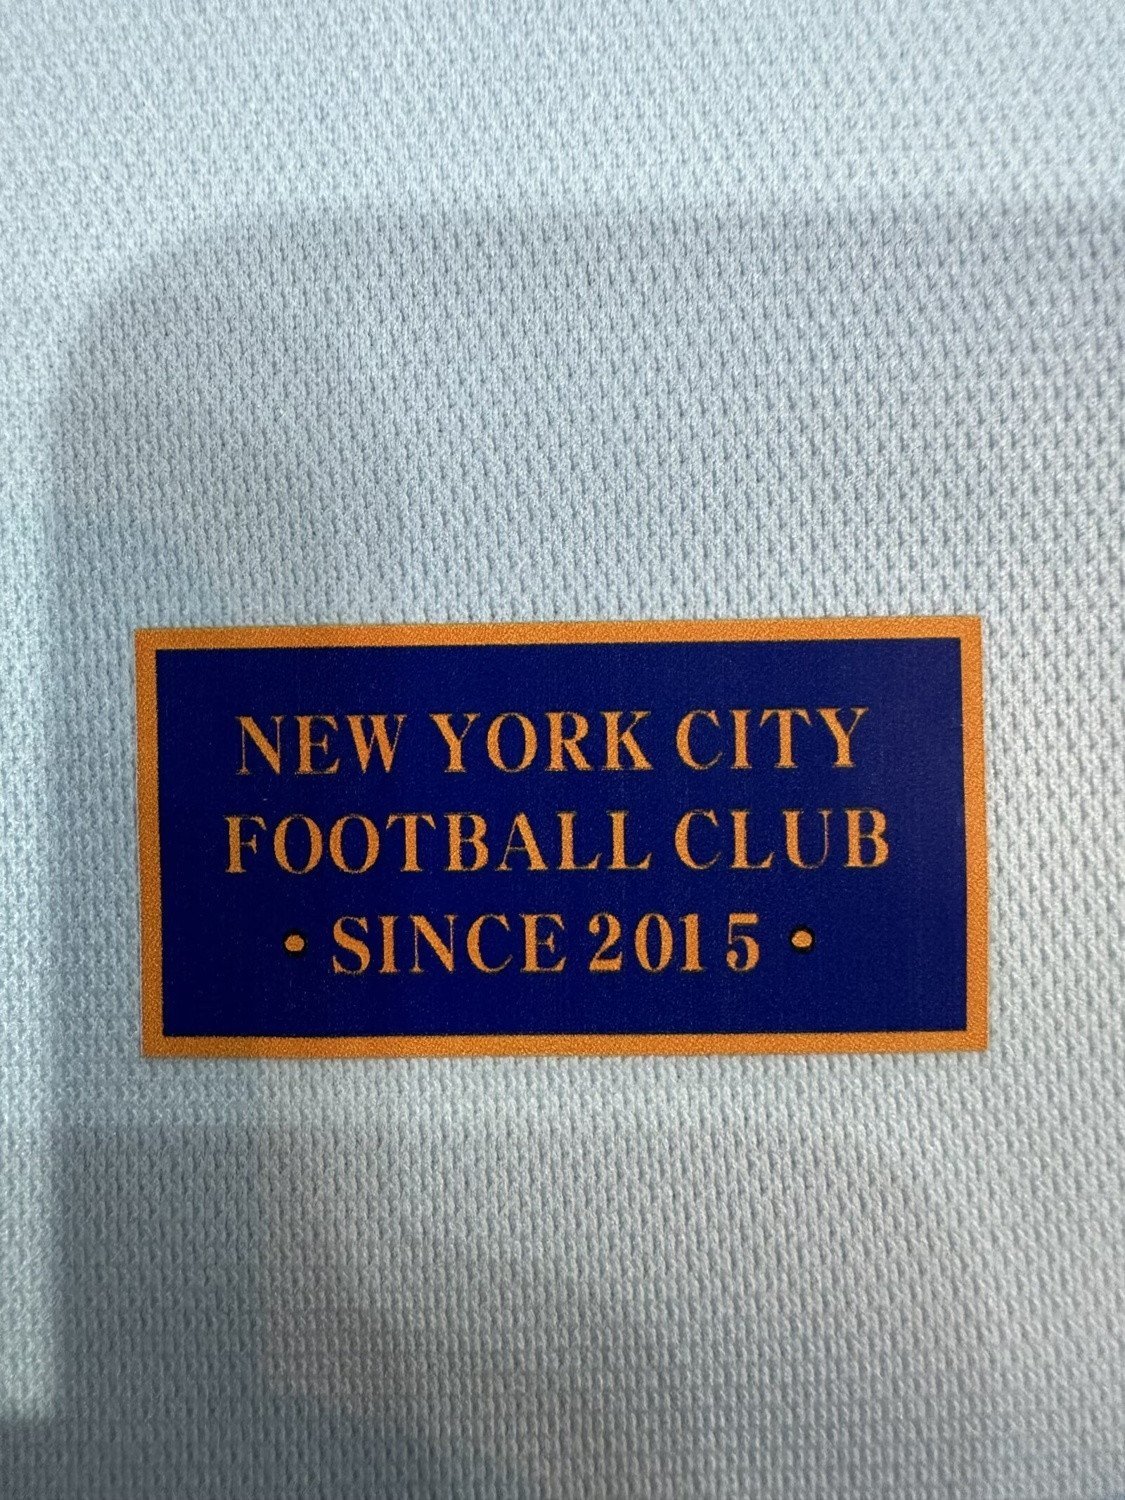 NEW YORK CITY
FOOTBALL CLUB
• SINCE 2015 •